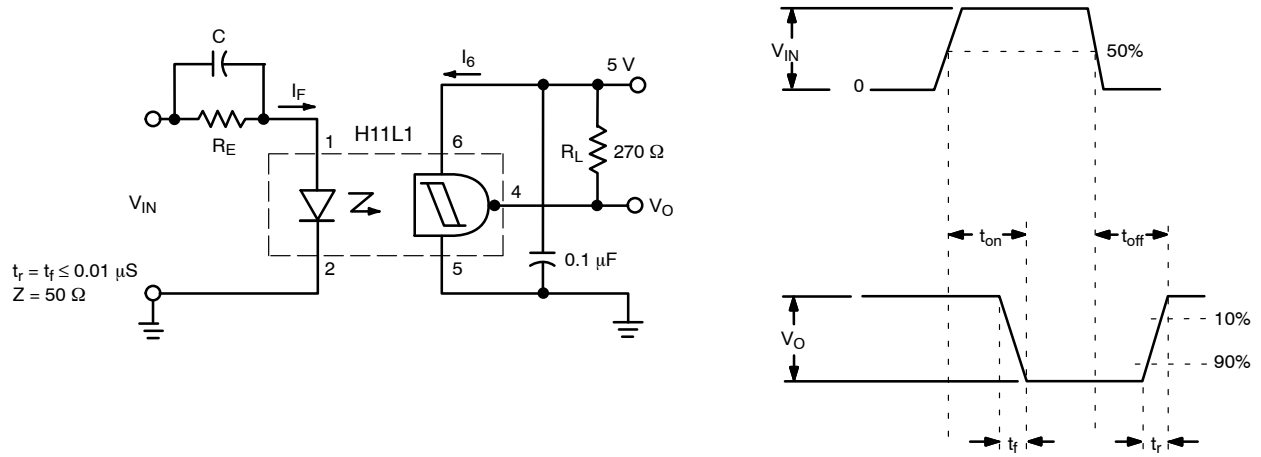 C
I6
5 V
IF
RE
H11L1
1
6
RL
270 Ω
4
VIN
VO
2
5
0.1 μF
tr = tf ≤ 0.01 μS
Z = 50 Ω
VIN
50%
0
ton
toff
VO
10%
90%
tf
tr